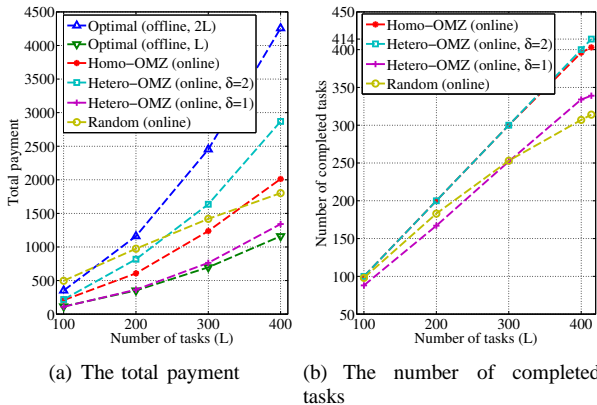 4500
4000
3500
3000
2500
2000
1500
1000
500
0
100 200 300 400
Total payment
Number of tasks (L)
Optimal (offline, 2L)
Optimal (offline, L)
Homo−OMZ (online)
Hetero−OMZ (online, δ=2)
Hetero−OMZ (online, δ=1)
Random (online)
(a) The total payment
450
414
400
350
300
250
200
150
100
50
100 200 300 400
Number of completed tasks
Number of tasks (L)
Homo−OMZ (online)
Hetero−OMZ (online, δ=2)
Hetero−OMZ (online, δ=1)
Random (online)
(b) The number of completed
tasks